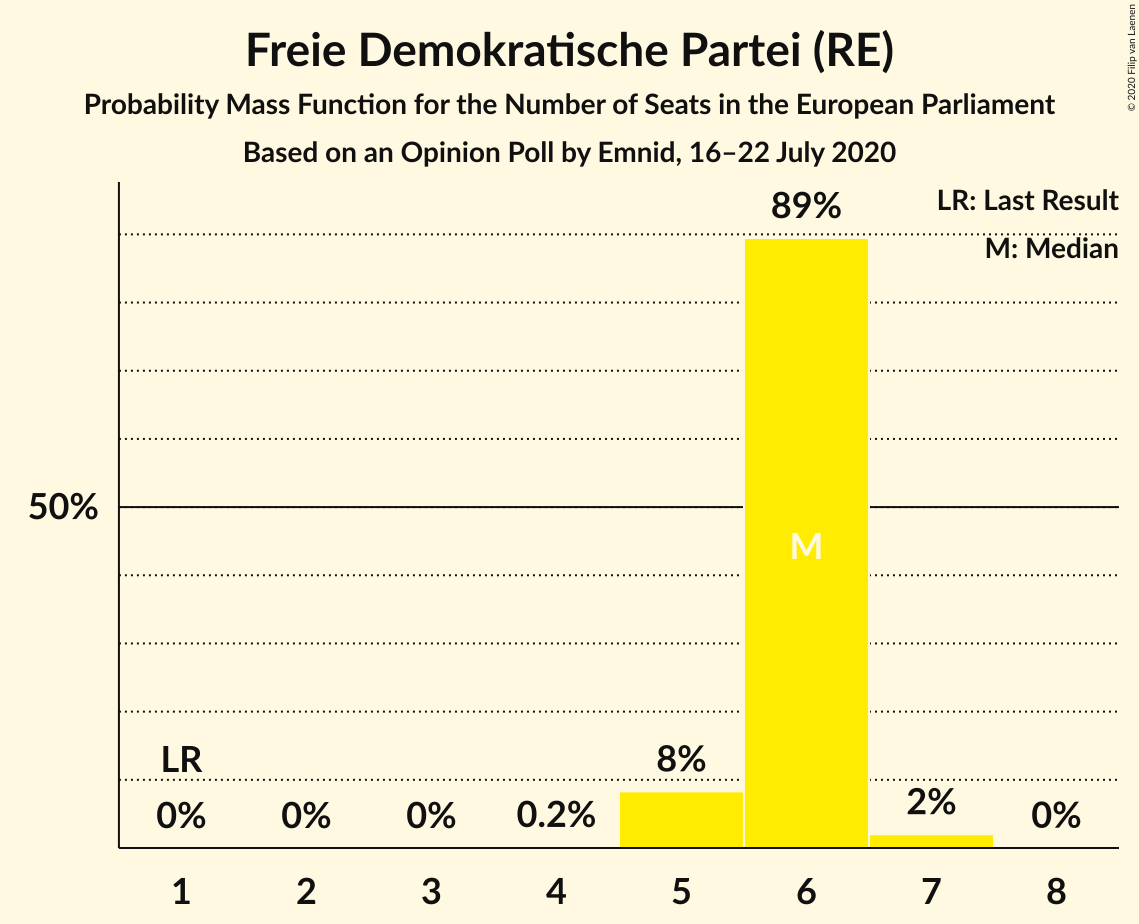 Freie Demokratische Partei (RE)
Probability Mass Function for the Number of Seats in the European Parliament
Based on an Opinion Poll by Emnid, 16–22 July 2020
© 2020 Filip van Laenen
LR: Last Result
M: Median
89%
50%
M
LR
8%
2%
0%
0%
0%
0.2%
0%
1 2 3 4 5 6 7 8